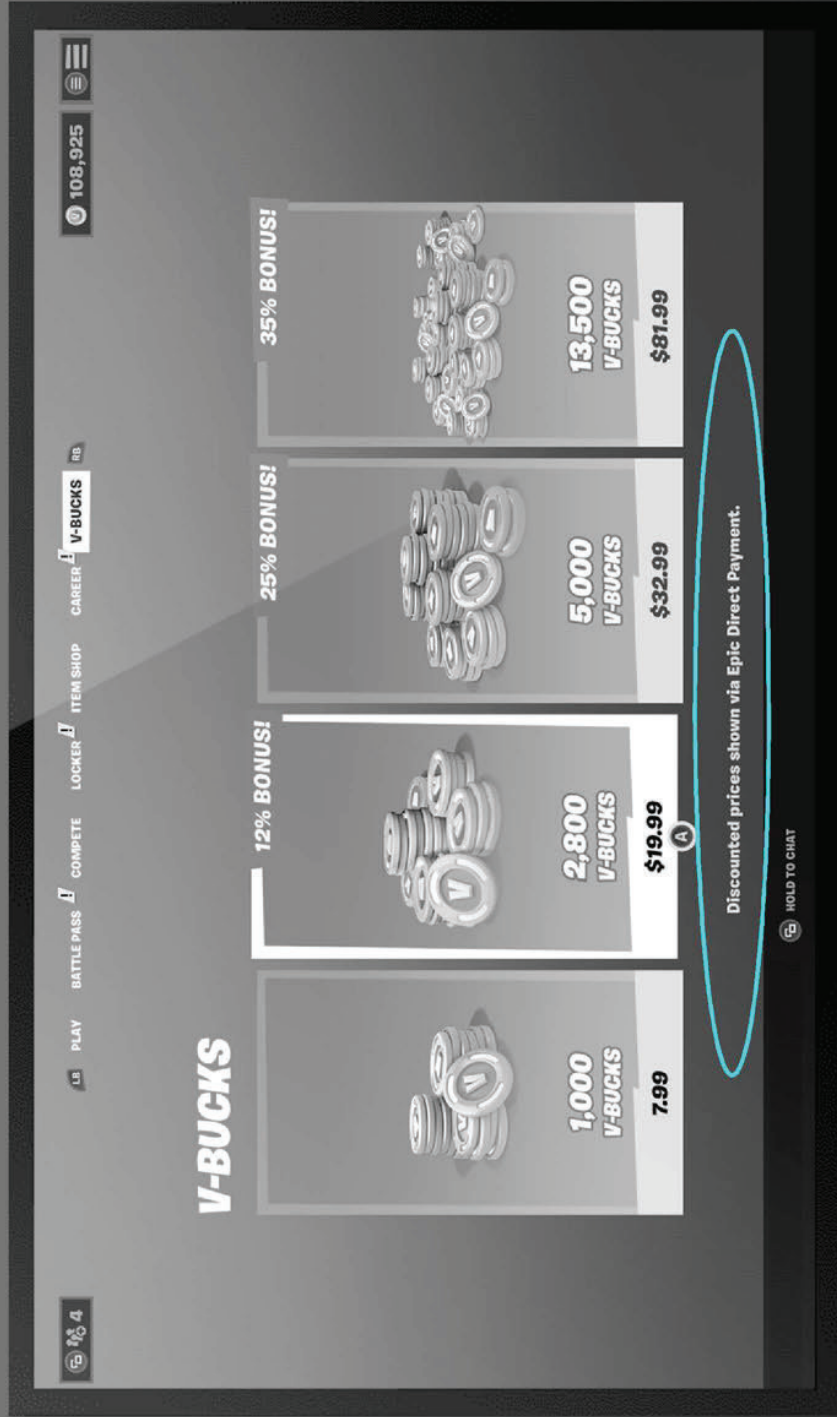 4
108,925
LB PLAY BATTLE PASS ! COMPETE LOCKER ! ITEM SHOP CAREER ! V-BUCKS RB
V-BUCKS
12% BONUS!
25% BONUS!
35% BONUS!
1,000
V-BUCKS
7.99
2,800
V-BUCKS
$19.99
A
5,000
V-BUCKS
$32.99
13,500
V-BUCKS
$81.99
Discounted prices shown via Epic Direct Payment.
HOLD TO CHAT